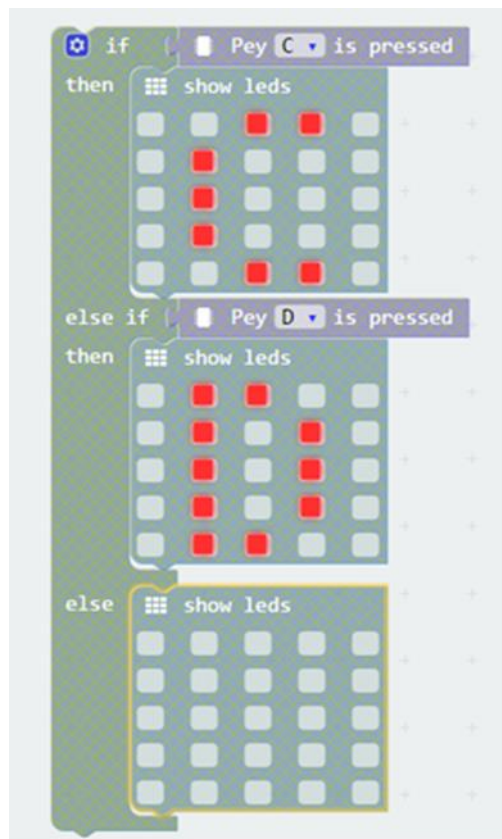 if Pey C is pressed
then show leds
else if Pey D is pressed
then show leds
else show leds